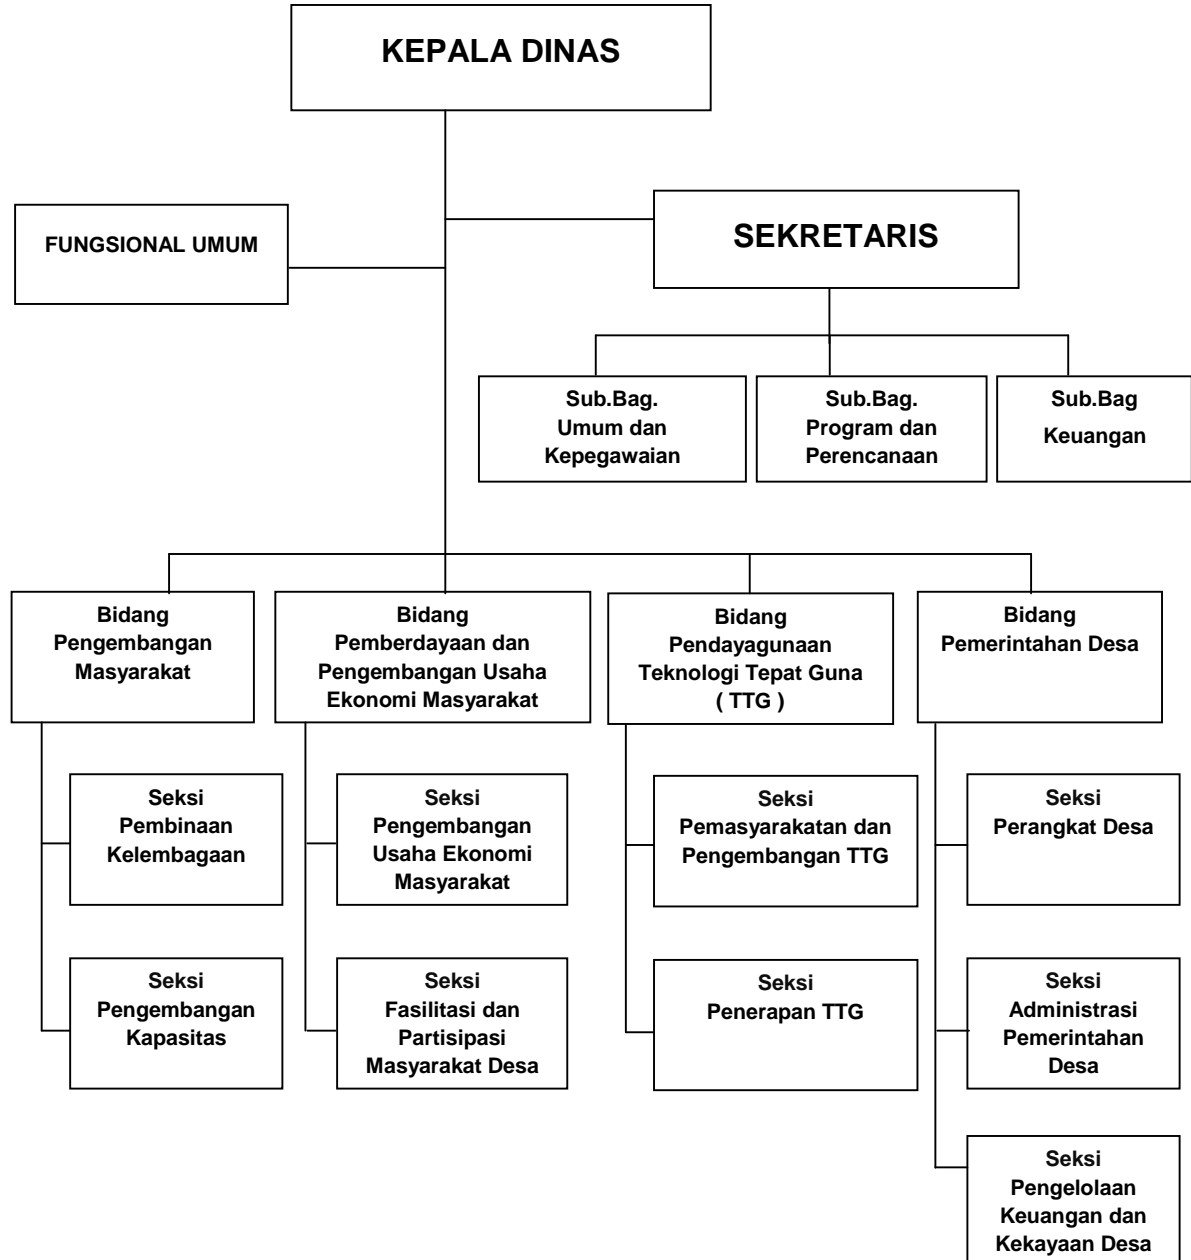 KEPALA DINAS
FUNGSIONAL UMUM
SEKRETARIS
Sub.Bag.
Umum dan
Kepegawaian
Sub.Bag.
Program dan
Perencanaan
Sub.Bag
Keuangan
Bidang
Pengembangan
Masyarakat
Bidang
Pemberdayaan dan
Pengembangan Usaha
Ekonomi Masyarakat
Bidang
Pendayagunaan
Teknologi Tepat Guna
( TTG )
Bidang
Pemerintahan Desa
Seksi
Pembinaan
Kelembagaan
Seksi
Pengembangan
Usaha Ekonomi
Masyarakat
Seksi
Pemasyarakatan dan
Pengembangan TTG
Seksi
Perangkat Desa
Seksi
Pengembangan
Kapasitas
Seksi
Fasilitasi dan
Partisipasi
Masyarakat Desa
Seksi
Penerapan TTG
Seksi
Administrasi
Pemerintahan
Desa
Seksi
Pengelolaan
Keuangan dan
Kekayaan Desa